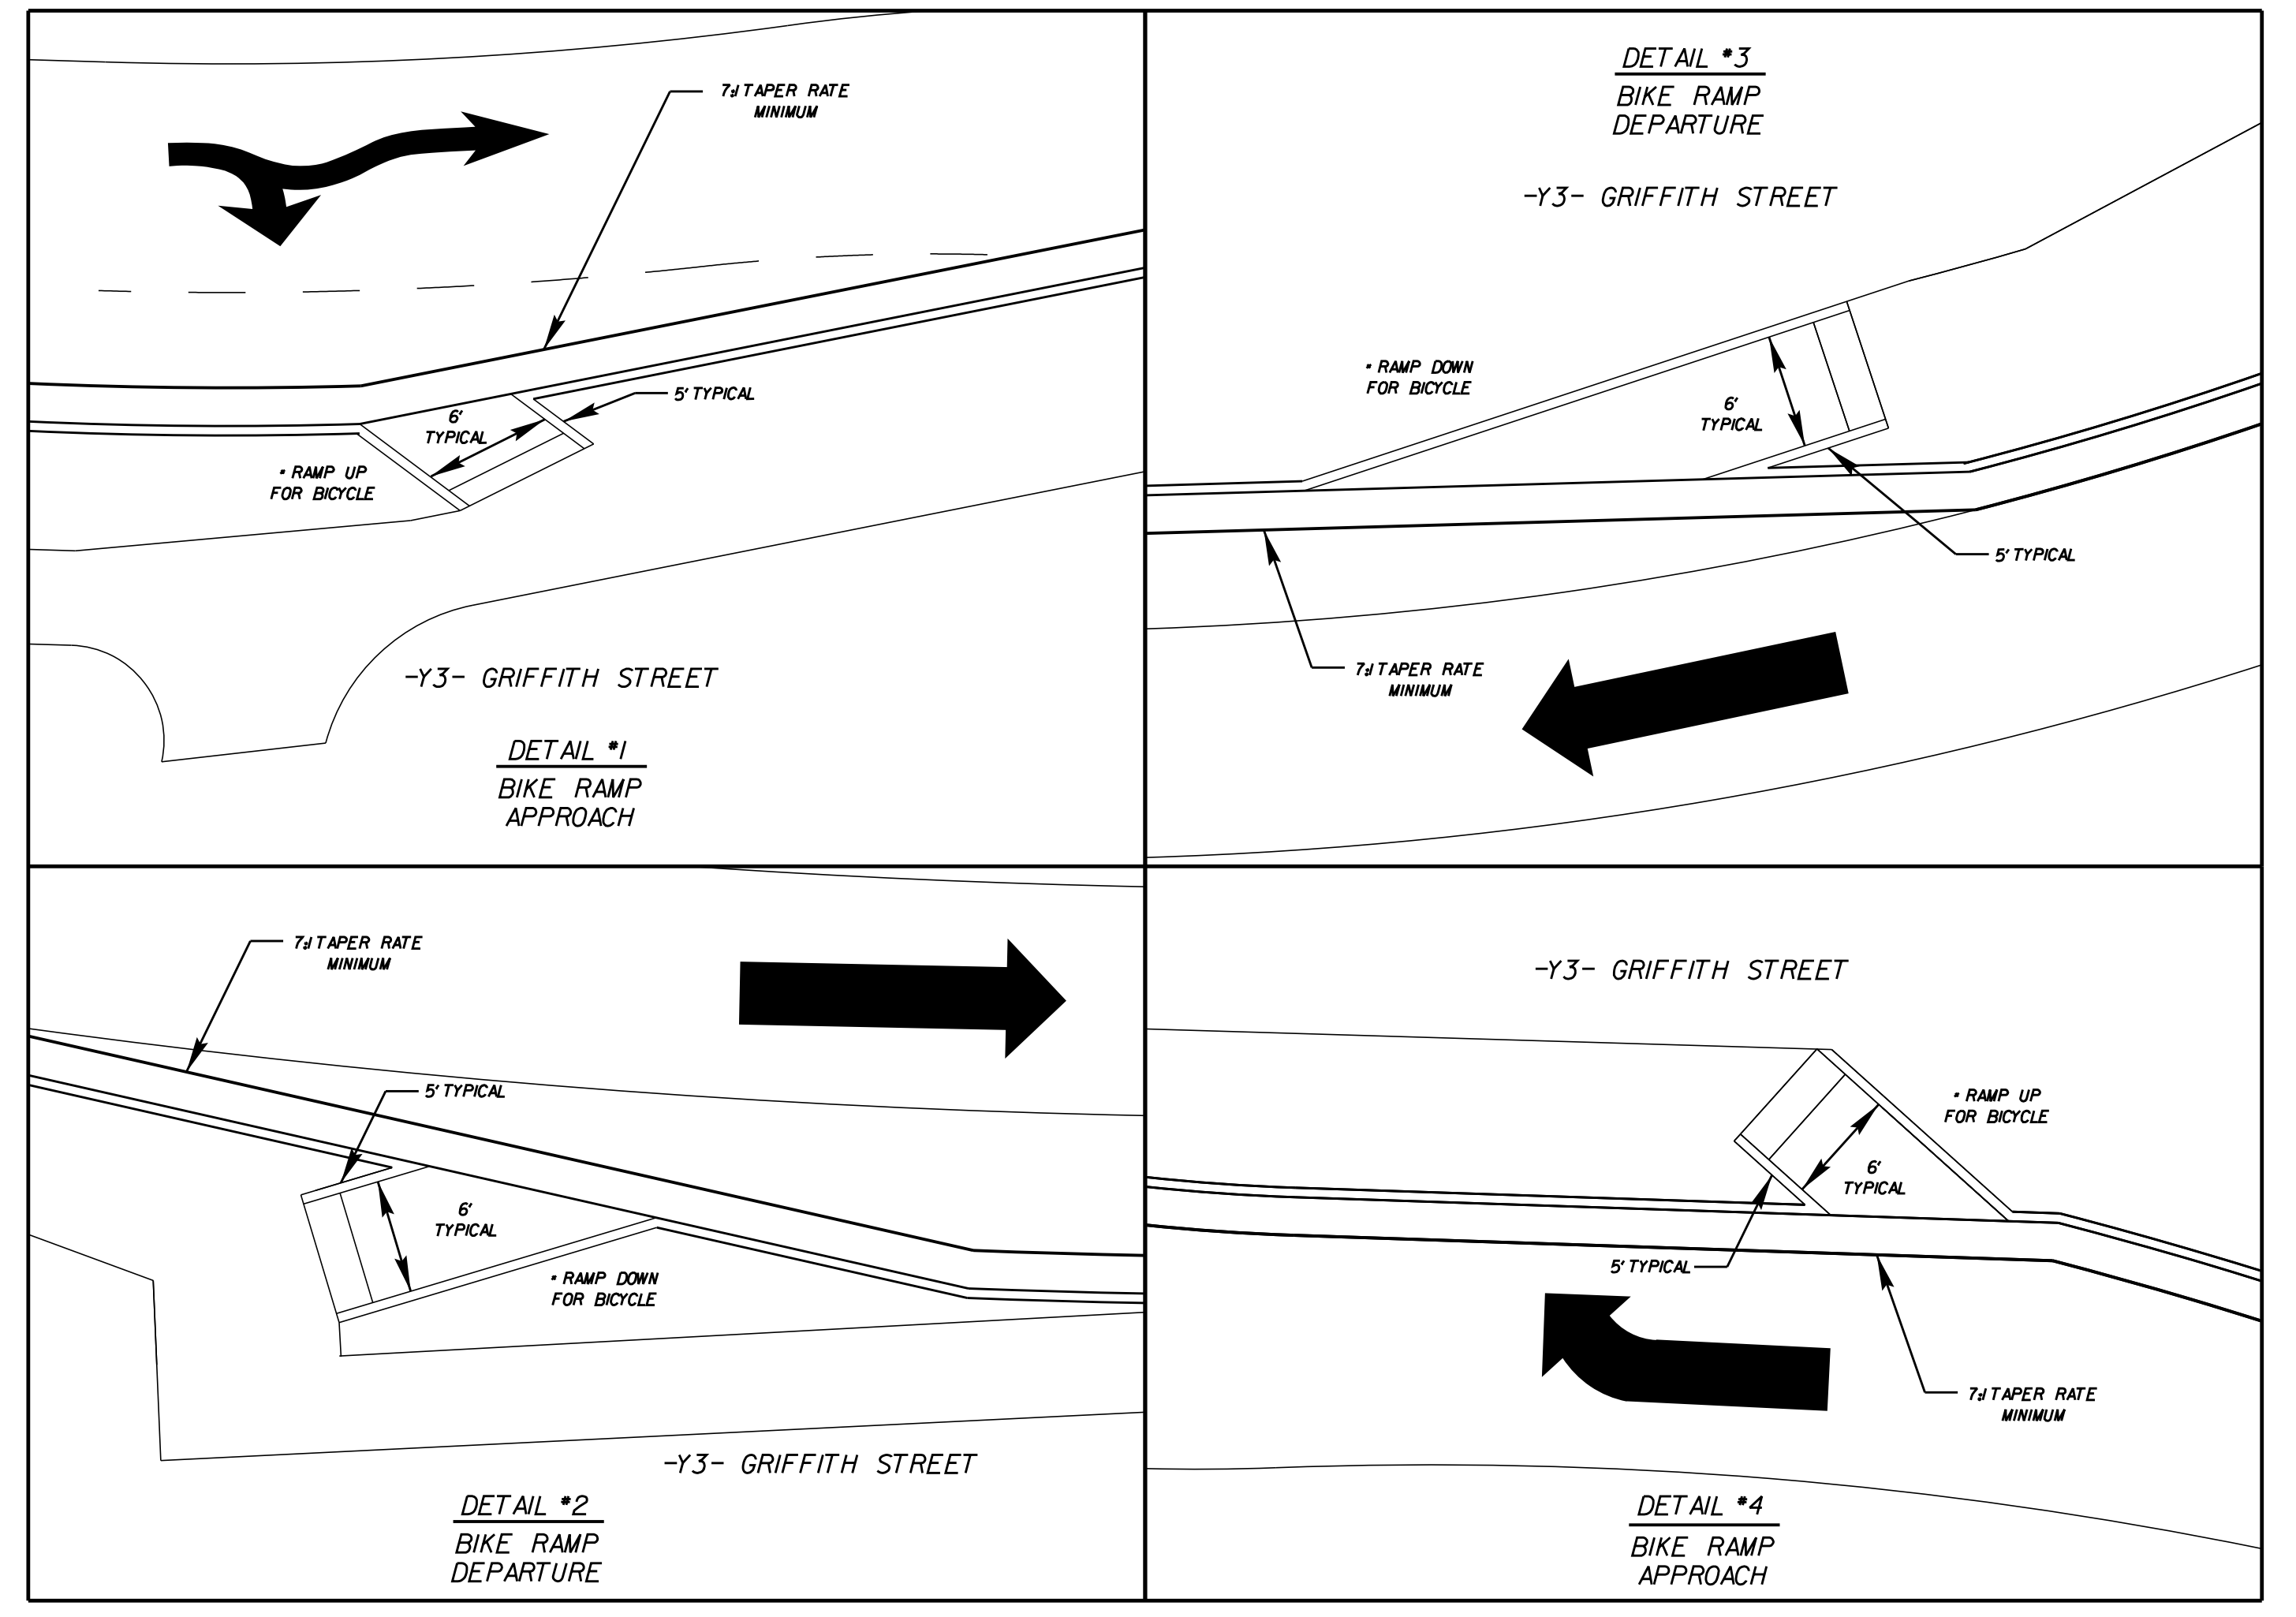 7:1 TAPER RATE
MINIMUM
5' TYPICAL
6'
TYPICAL
* RAMP UP
FOR BICYCLE
-Y3- GRIFFITH STREET
DETAIL #1
BIKE RAMP
APPROACH
DETAIL #3
BIKE RAMP
DEPARTURE
-Y3- GRIFFITH STREET
* RAMP DOWN
FOR BICYCLE
6'
TYPICAL
5' TYPICAL
7:1 TAPER RATE
MINIMUM
7:1 TAPER RATE
MINIMUM
5' TYPICAL
6'
TYPICAL
* RAMP DOWN
FOR BICYCLE
-Y3- GRIFFITH STREET
DETAIL #2
BIKE RAMP
DEPARTURE
-Y3- GRIFFITH STREET
* RAMP UP
FOR BICYCLE
6'
TYPICAL
5' TYPICAL
7:1 TAPER RATE
MINIMUM
DETAIL #4
BIKE RAMP
APPROACH